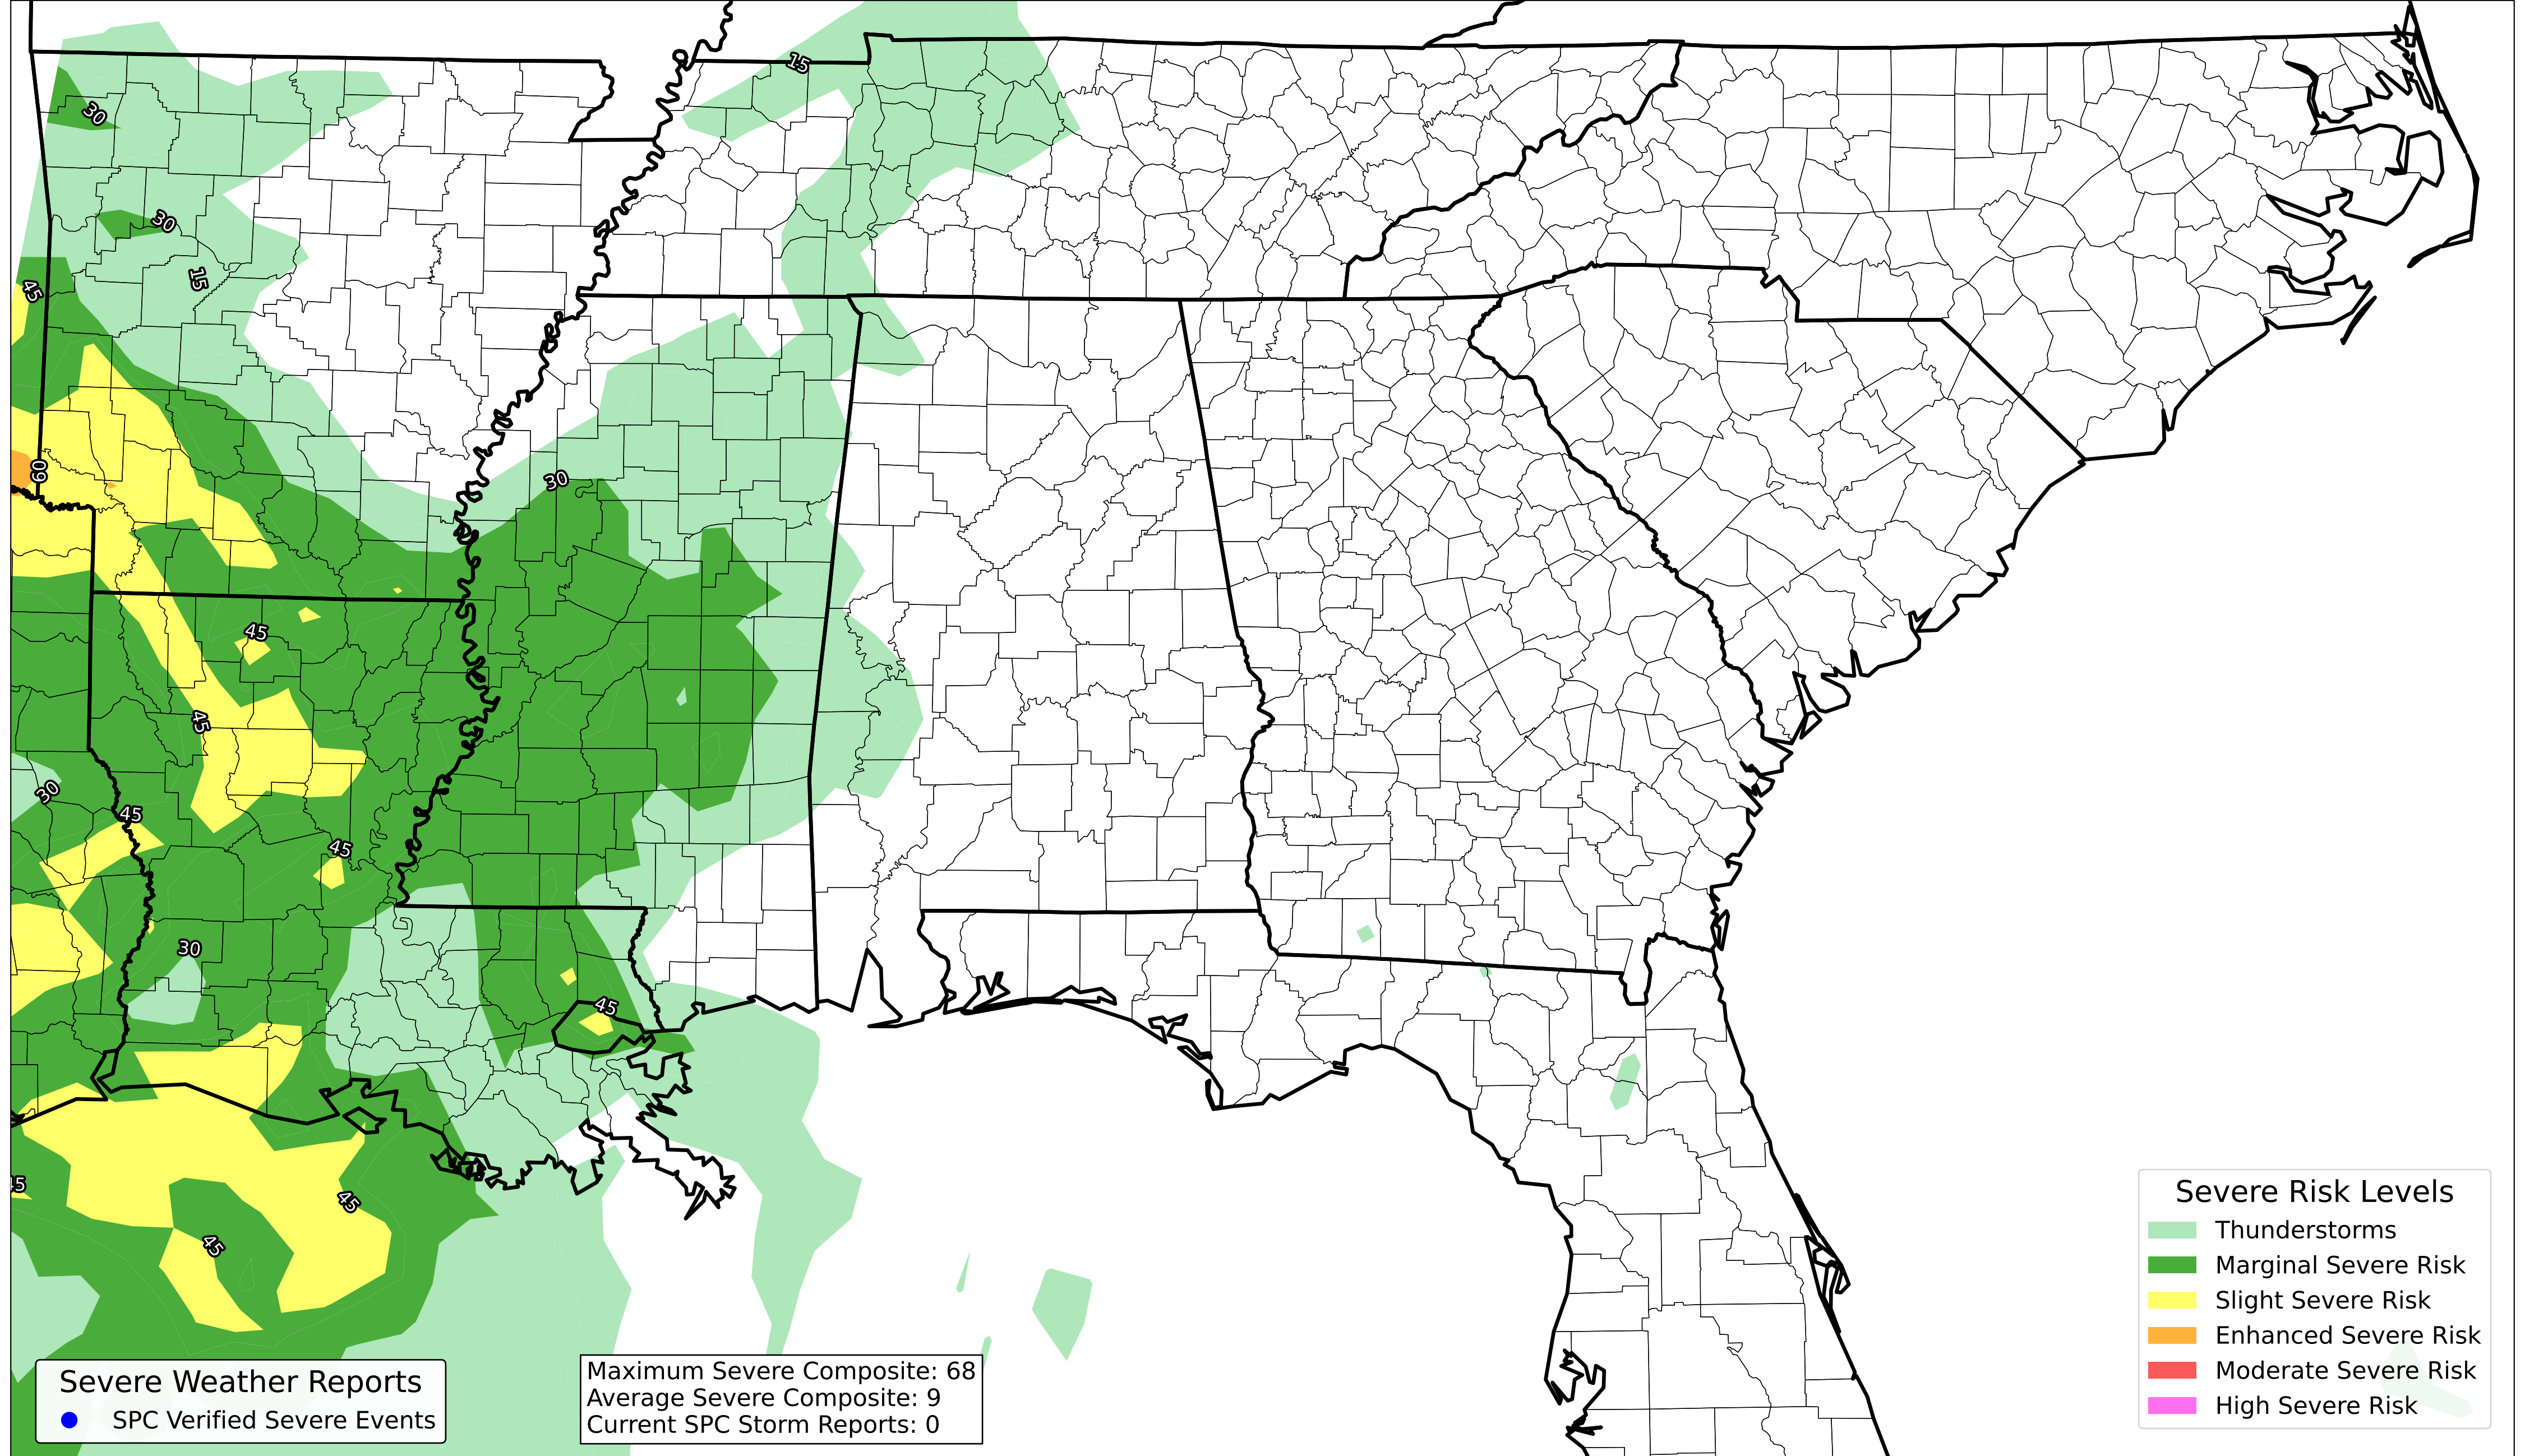 15
30
30
15
45
60
30
45
45
30
45
45
30
45
45
45
45
Severe Risk Levels
Thunderstorms
Marginal Severe Risk
Slight Severe Risk
Enhanced Severe Risk
Moderate Severe Risk
High Severe Risk
Severe Weather Reports
SPC Verified Severe Events
Maximum Severe Composite: 68
Average Severe Composite: 9
Current SPC Storm Reports: 0